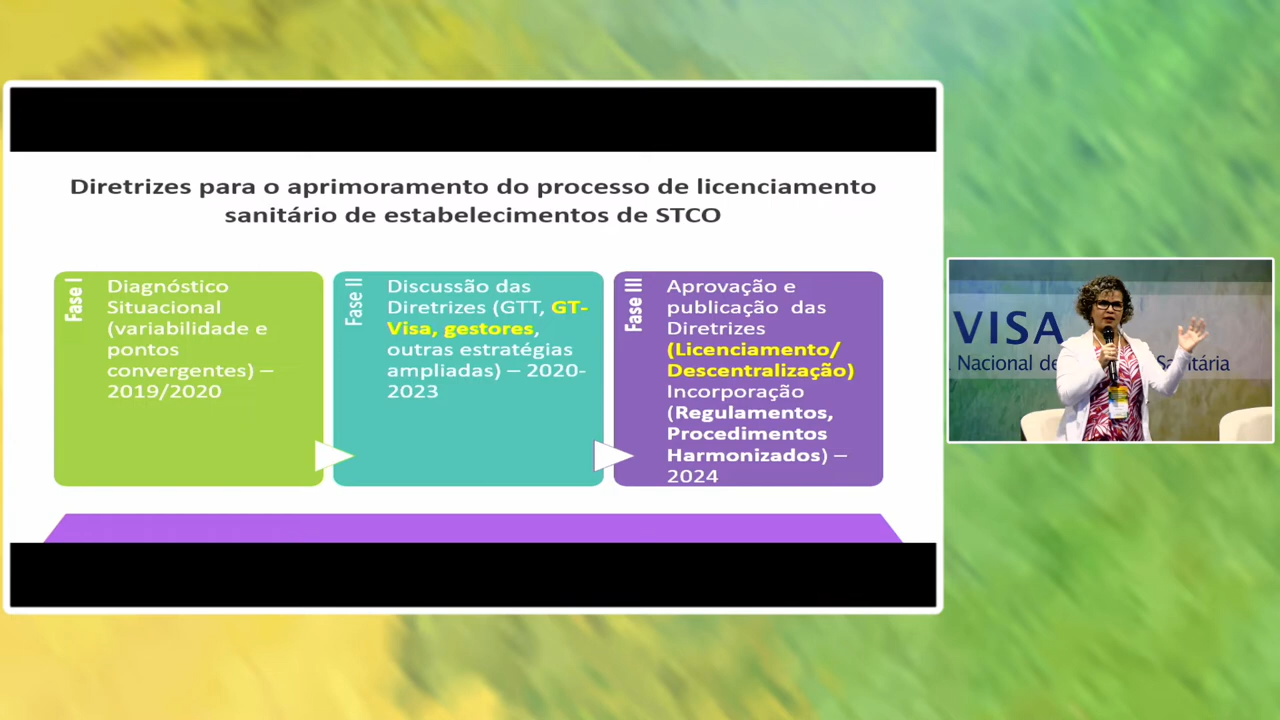 Diretrizes para o aprimoramento do processo de licenciamento
sanitário de estabelecimentos de STCO
Fase I
Diagnóstico
Situacional
(variabilidade e
pontos
convergentes) –
2019/2020
Fase II
Discussão das
Diretrizes (GTT, GT-
Visa, gestores,
outras estratégias
ampliadas) – 2020-
2023
Fase III
Aprovação e
publicação das
Diretrizes
(Licenciamento/
Descentralização)
Incorporação
(Regulamentos,
Procedimentos
Harmonizados) –
2024
VISA
Nacional de
Sanitária